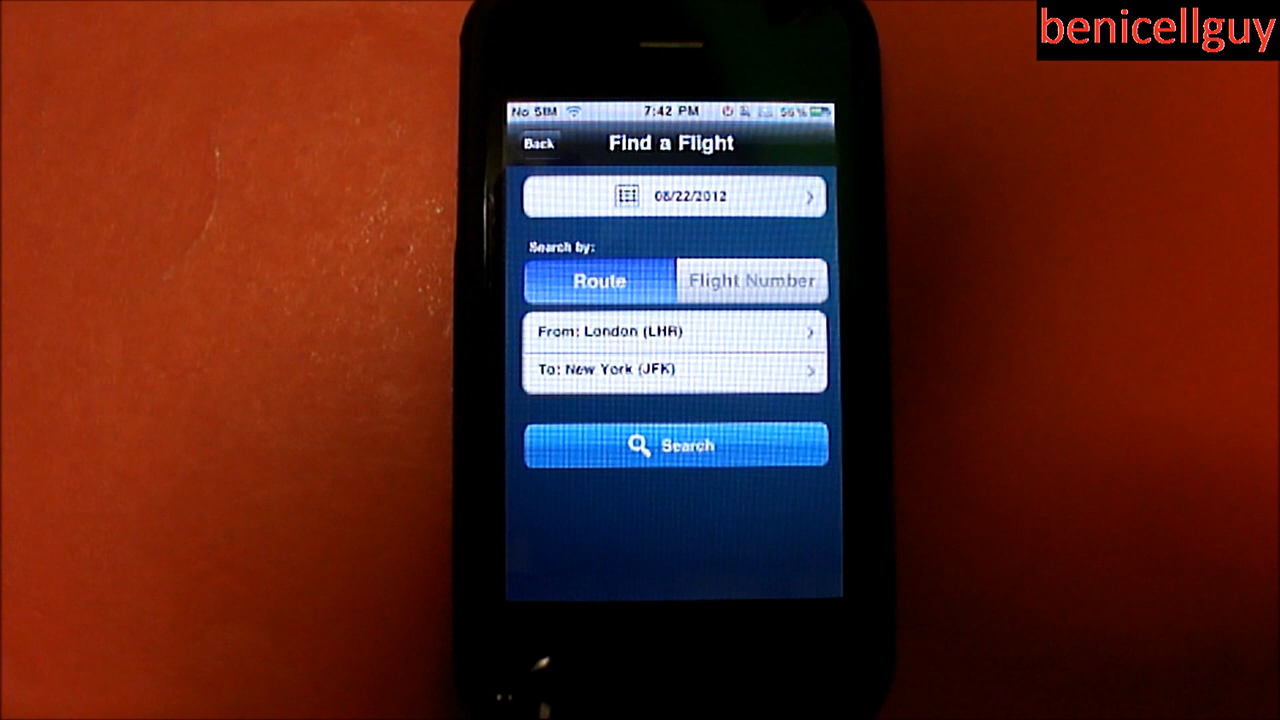 benicellguy
No SIM 7:42 PM 56%
Back Find a Flight
08/22/2012
Search by:
Route Flight Number
From: London (LHR)
To: New York (JFK)
Search